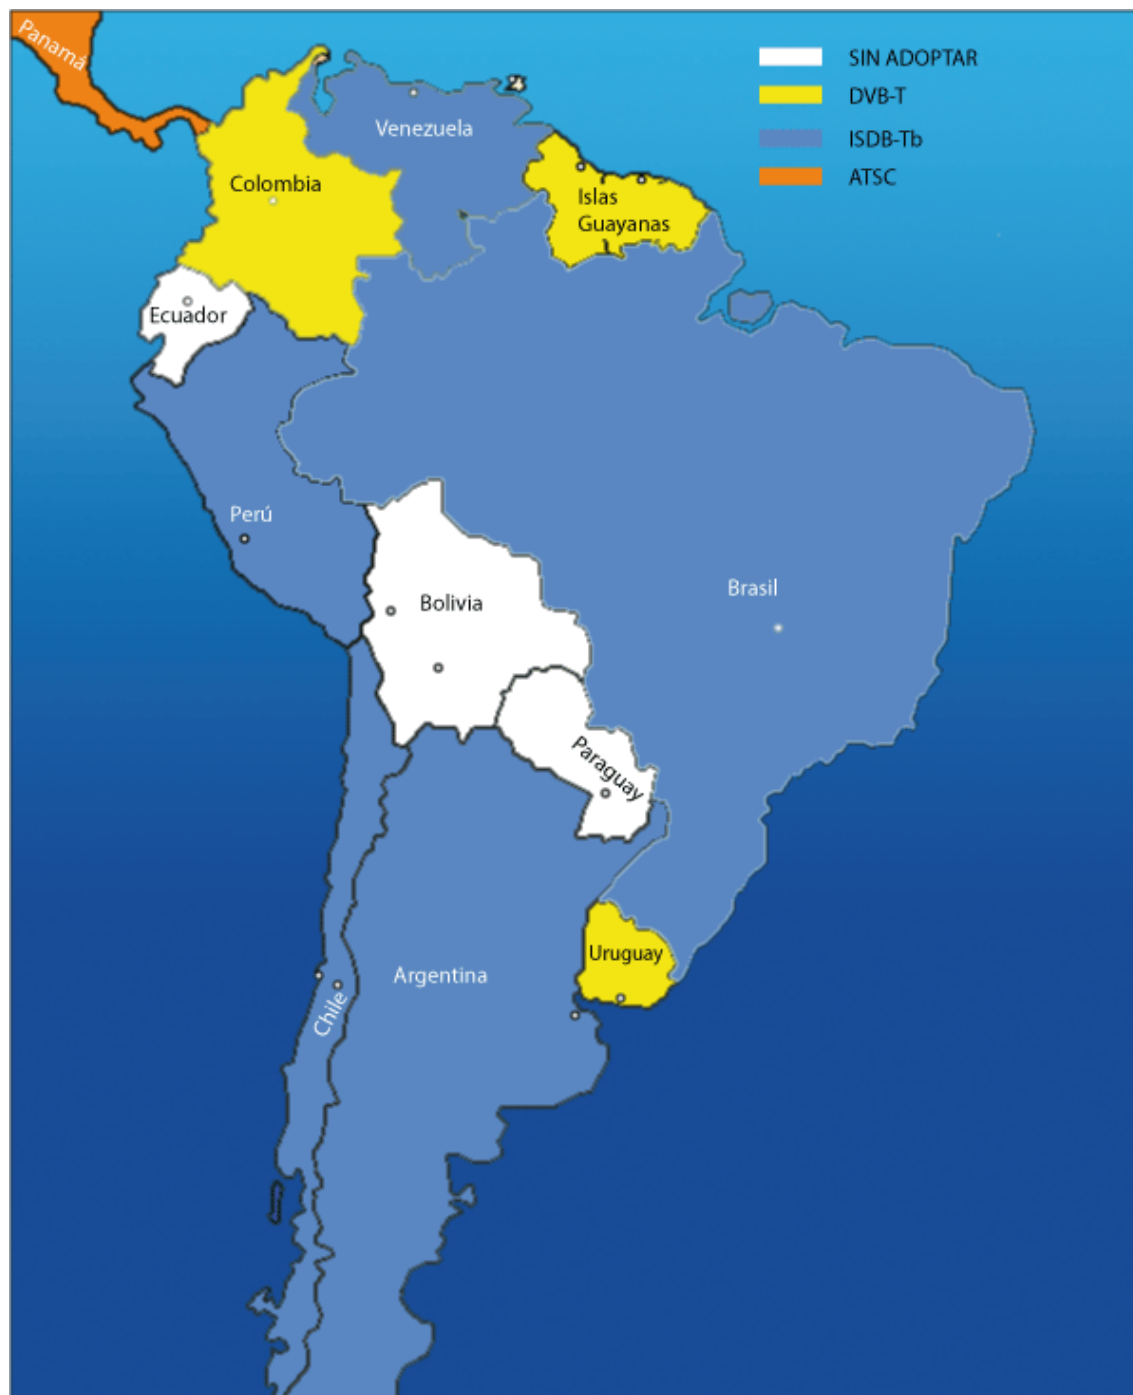 Panamá
SIN ADOPTAR
DVB-T
ISDB-Tb
ATSC
Venezuela
Colombia
Islas
Guayanas
Ecuador
Perú
Brasil
Bolivia
Paraguay
Uruguay
Argentina
Chile